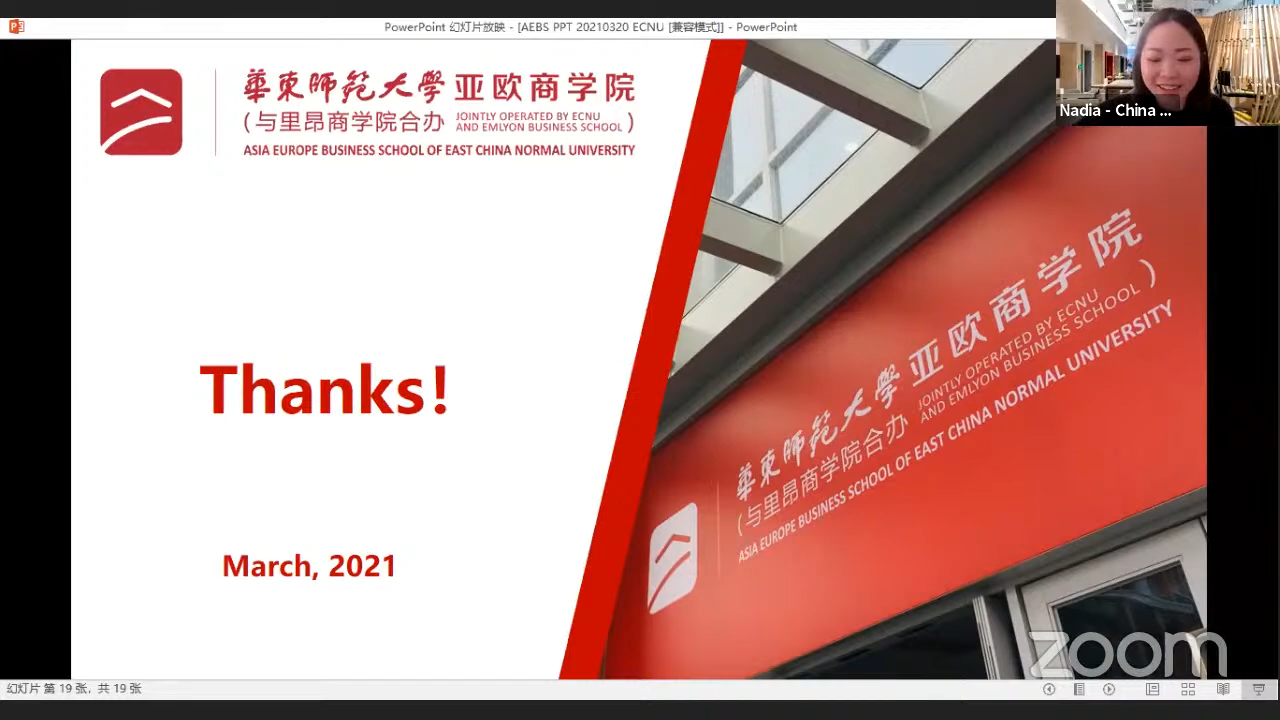 PowerPoint 幻灯片放映 - [AEBS PPT 20210320 ECNU [兼容模式]] - PowerPoint
Nadia - China ...
華東师范大學 亚欧商学院
(与里昂商学院合办 JOINTLY OPERATED BY ECNU AND EMLYON BUSINESS SCHOOL )
ASIA EUROPE BUSINESS SCHOOL OF EAST CHINA NORMAL UNIVERSITY
Thanks!
March, 2021
華東师范大學 亚欧商学院
(与里昂商学院合办 JOINTLY OPERATED BY ECNU AND EMLYON BUSINESS SCHOOL )
ASIA EUROPE BUSINESS SCHOOL OF EAST CHINA NORMAL UNIVERSITY
zoom
幻灯片 第 19 张，共 19 张